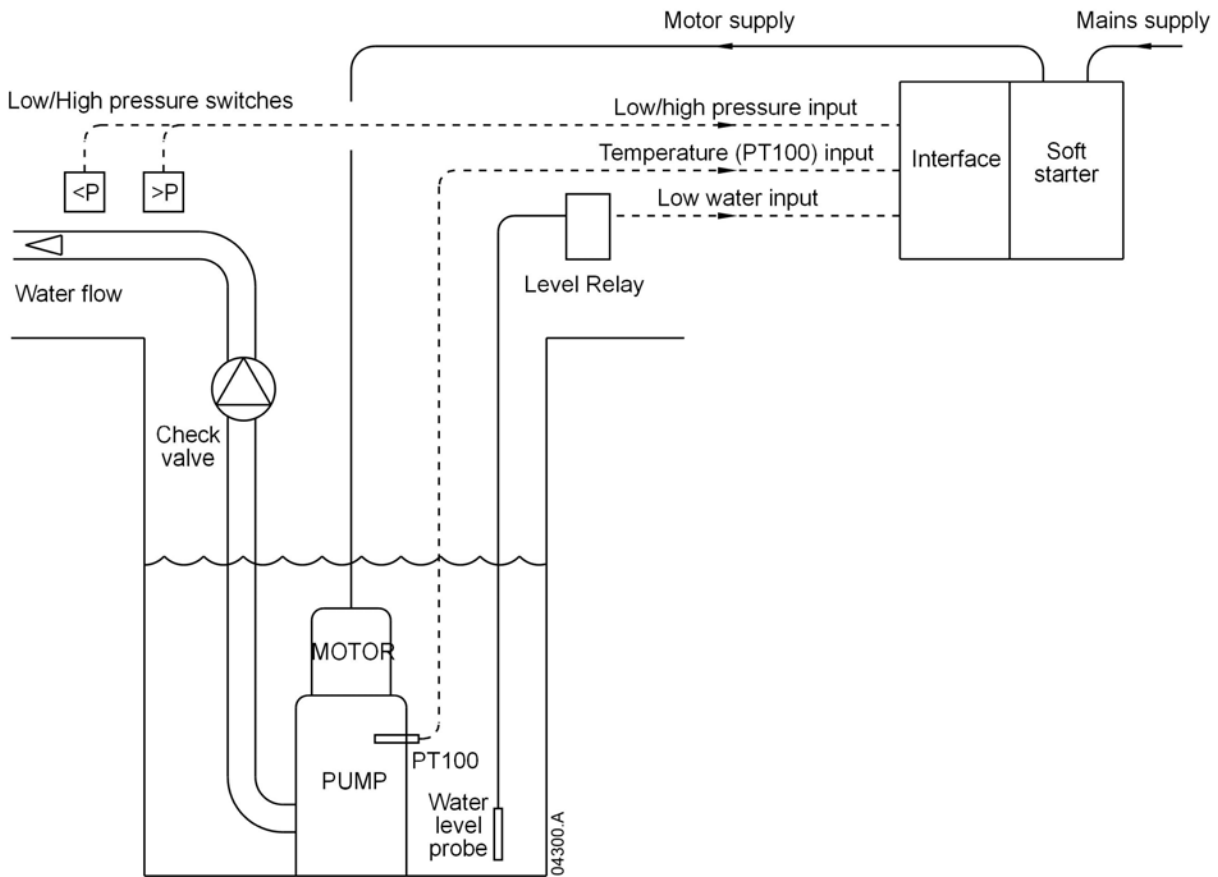 Motor supply
Mains supply
Low/High pressure switches
Low/high pressure input
<P
>P
Temperature (PT100) input
Interface
Soft
starter
Low water input
Level Relay
Water flow
Check
valve
MOTOR
PT100
PUMP
Water
level
probe
04300.A